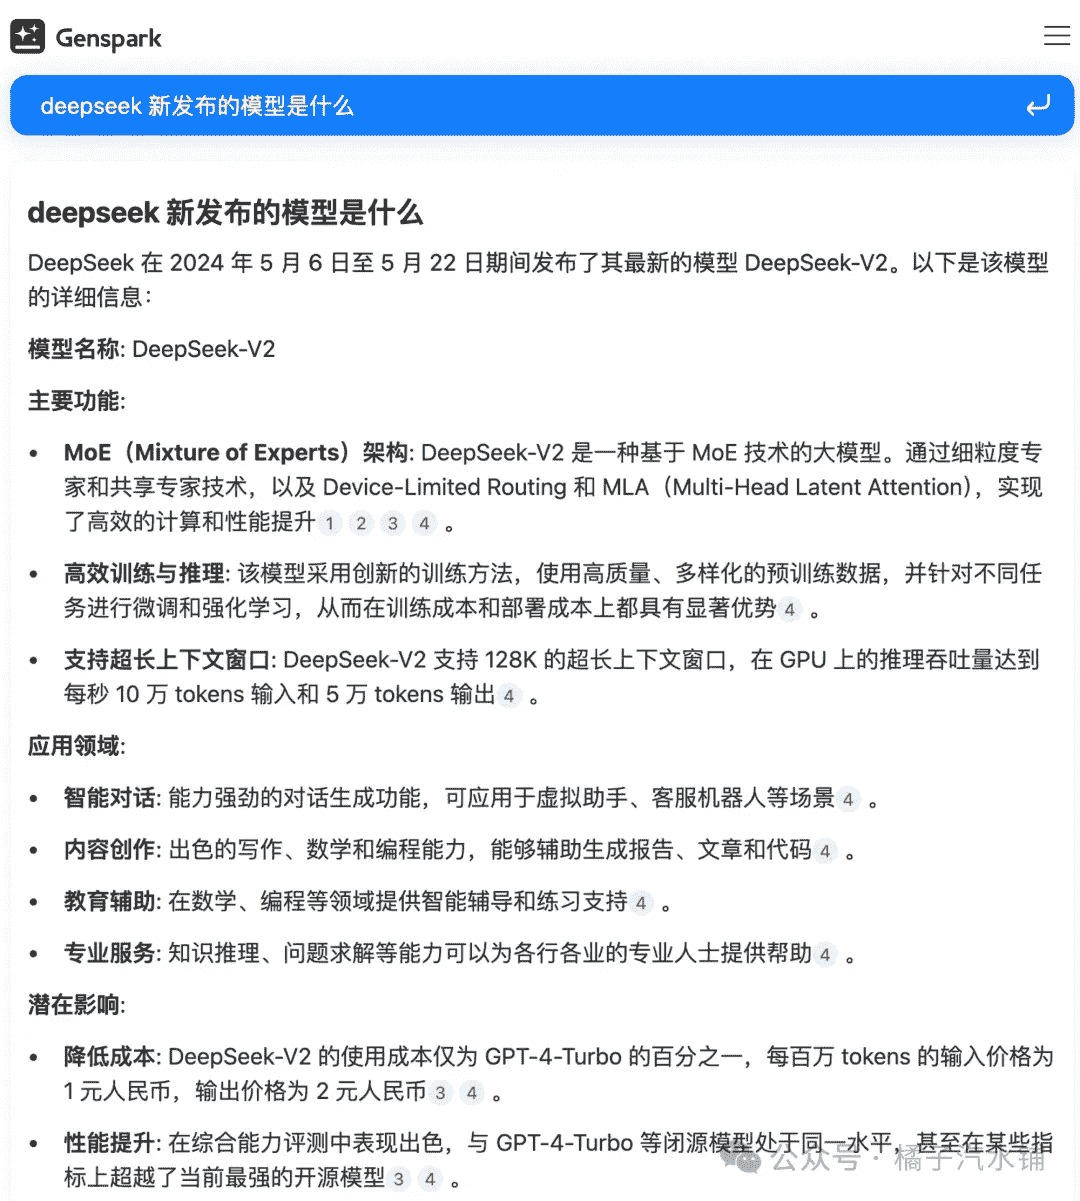 Genspark
deepseek 新发布的模型是什么
deepseek 新发布的模型是什么
DeepSeek 在 2024 年 5 月 6 日至 5 月 22 日期间发布了其最新的模型 DeepSeek-V2。以下是该模型
的详细信息：
模型名称: DeepSeek-V2
主要功能:
• MoE（Mixture of Experts）架构: DeepSeek-V2 是一种基于 MoE 技术的大模型。通过细粒度专
家和共享专家技术，以及 Device-Limited Routing 和 MLA（Multi-Head Latent Attention），实现
了高效的计算和性能提升 1 2 3 4 。
• 高效训练与推理: 该模型采用创新的训练方法，使用高质量、多样化的预训练数据，并针对不同任
务进行微调和强化学习，从而在训练成本和部署成本上都具有显著优势 4 。
• 支持超长上下文窗口: DeepSeek-V2 支持 128K 的超长上下文窗口，在 GPU 上的推理吞吐量达到
每秒 10 万 tokens 输入和 5 万 tokens 输出 4 。
应用领域:
• 智能对话: 能力强劲的对话生成功能，可应用于虚拟助手、客服机器人等场景 4 。
• 内容创作: 出色的写作、数学和编程能力，能够辅助生成报告、文章和代码 4 。
• 教育辅助: 在数学、编程等领域提供智能辅导和练习支持 4 。
• 专业服务: 知识推理、问题求解等能力可以为各行各业的专业人士提供帮助 4 。
潜在影响:
• 降低成本: DeepSeek-V2 的使用成本仅为 GPT-4-Turbo 的百分之一，每百万 tokens 的输入价格为
1 元人民币，输出价格为 2 元人民币 3 4 。
• 性能提升: 在综合能力评测中表现出色，与 GPT-4-Turbo 等闭源模型处于同一水平，甚至在某些指
标上超越了当前最强的开源模型 3 4 。
公众号 · 橘子汽水铺